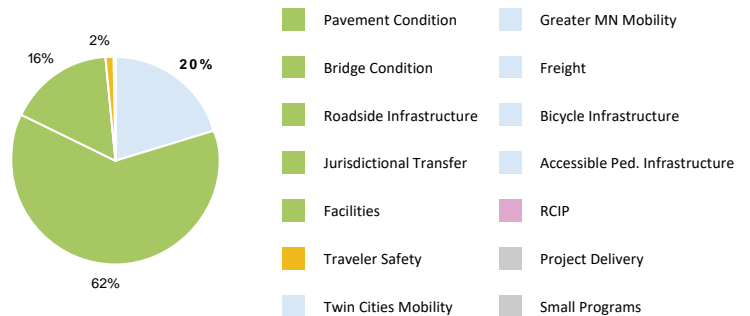 2%
16%
20%
62%
Pavement Condition
Bridge Condition
Roadside Infrastructure
Jurisdictional Transfer
Facilities
Traveler Safety
Twin Cities Mobility
Greater MN Mobility
Freight
Bicycle Infrastructure
Accessible Ped. Infrastructure
RCIP
Project Delivery
Small Programs